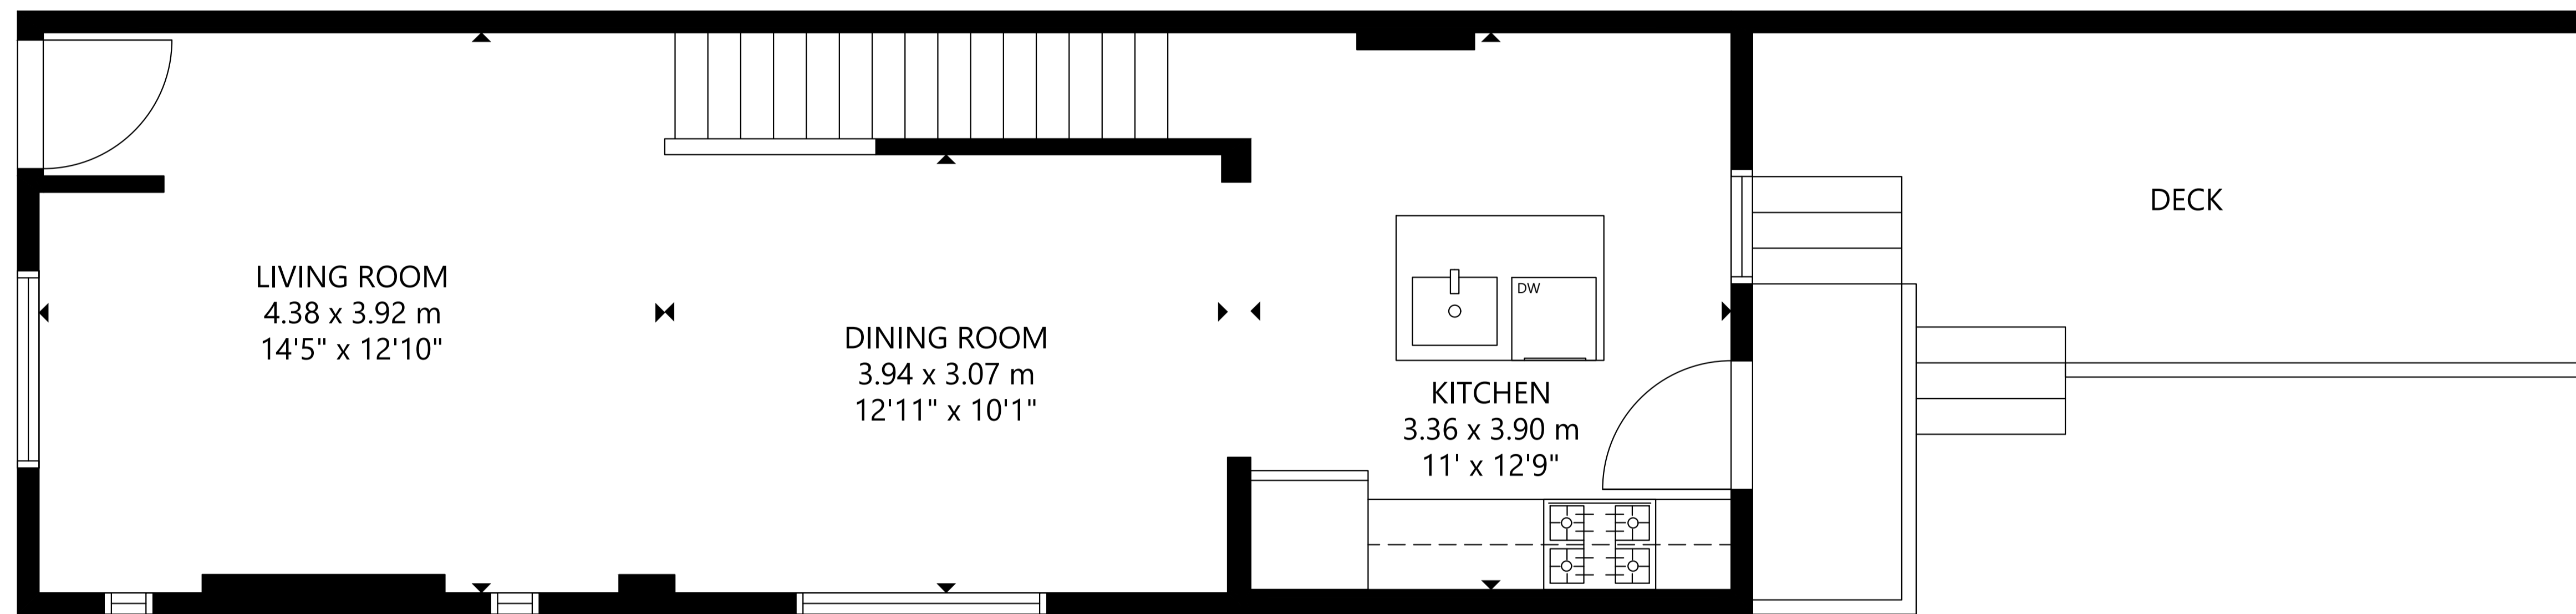 LIVING ROOM
4.38 x 3.92 m
14'5" x 12'10"
DINING ROOM
3.94 x 3.07 m
12'11" x 10'1"
DW
KITCHEN
3.36 x 3.90 m
11' x 12'9"
DECK